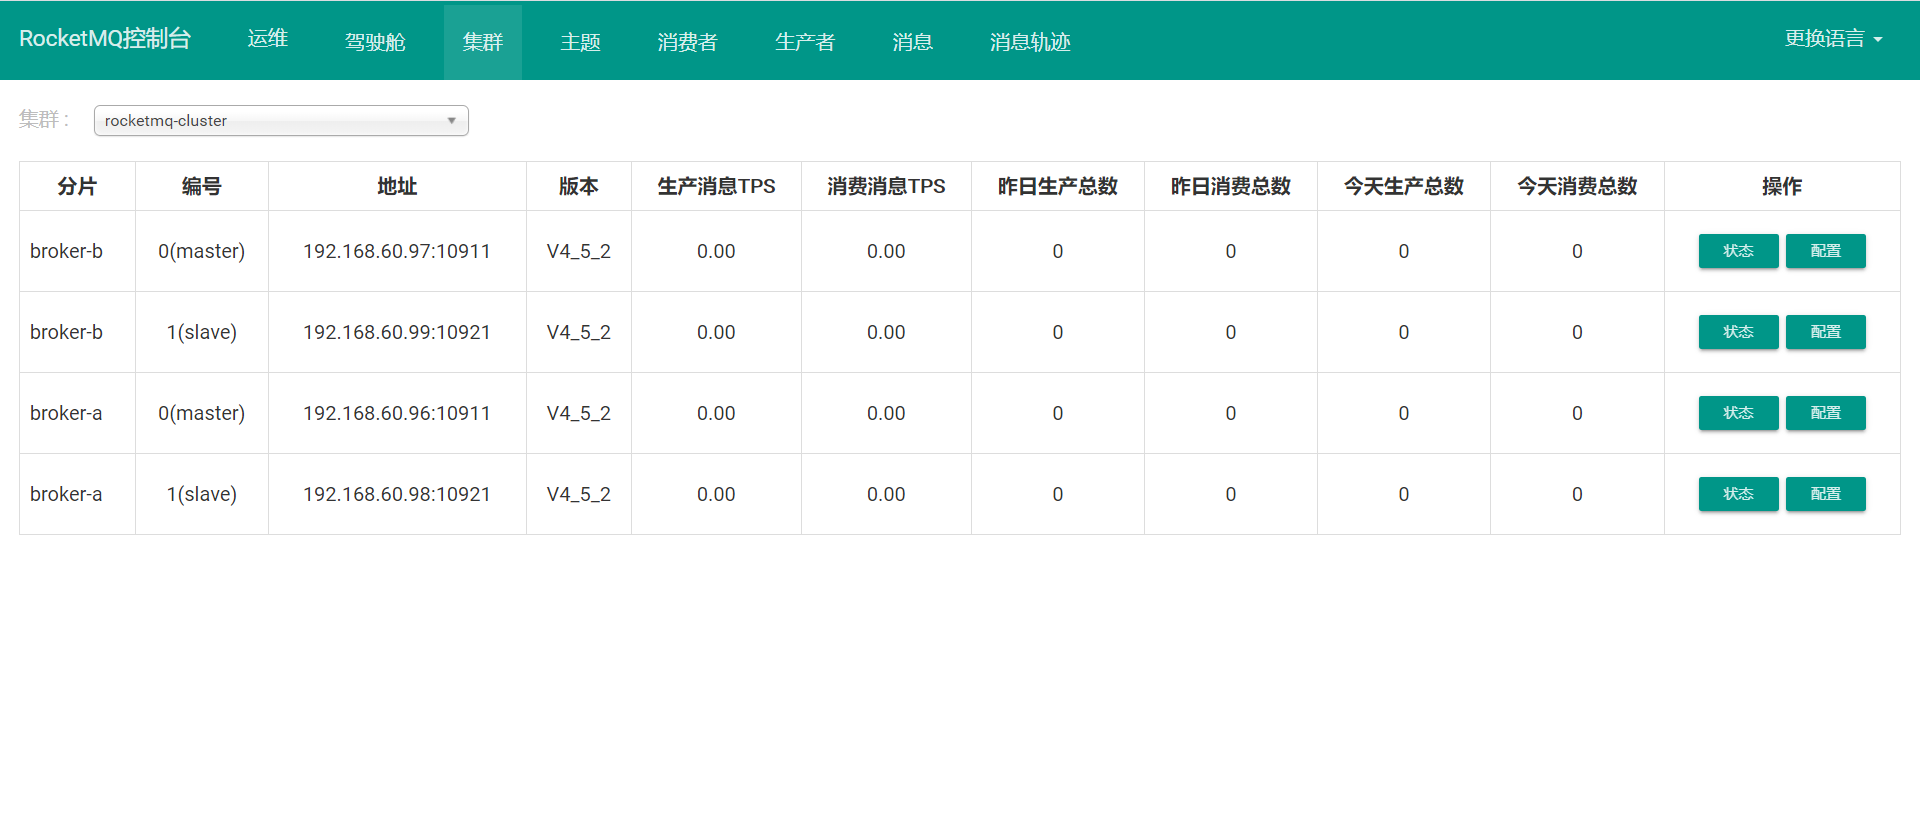 RocketMQ控制台 运维 驾驶舱 集群 主题 消费者 生产者 消息 消息轨迹 更换语言
集群： rocketmq-cluster
分片 编号 地址 版本 生产消息TPS 消费消息TPS 昨日生产总数 昨日消费总数 今天生产总数 今天消费总数 操作
broker-b 0(master) 192.168.60.97:10911 V4_5_2 0.00 0.00 0 0 0 0 状态 配置
broker-b 1(slave) 192.168.60.99:10921 V4_5_2 0.00 0.00 0 0 0 0 状态 配置
broker-a 0(master) 192.168.60.96:10911 V4_5_2 0.00 0.00 0 0 0 0 状态 配置
broker-a 1(slave) 192.168.60.98:10921 V4_5_2 0.00 0.00 0 0 0 0 状态 配置